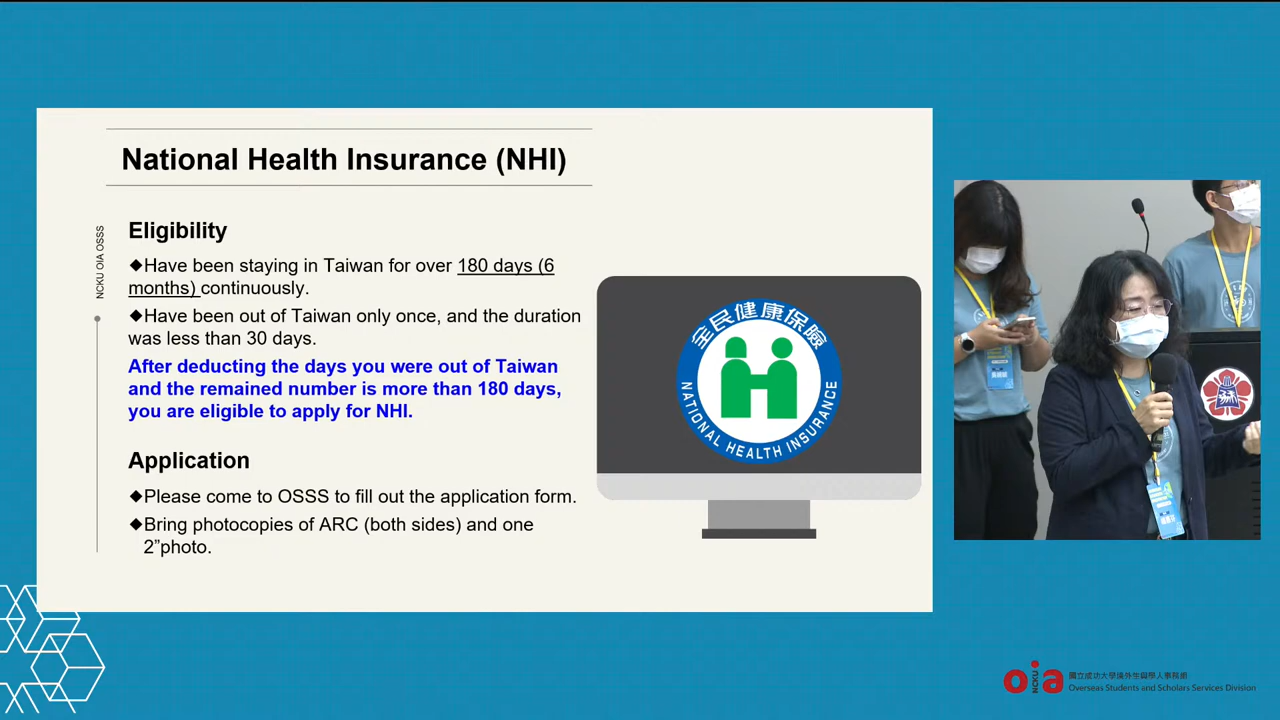 National Health Insurance (NHI)
NCKU OIA OSSS
Eligibility
◆Have been staying in Taiwan for over 180 days (6
months) continuously.
◆Have been out of Taiwan only once, and the duration
was less than 30 days.
After deducting the days you were out of Taiwan
and the remained number is more than 180 days,
you are eligible to apply for NHI.
Application
◆Please come to OSSS to fill out the application form.
◆Bring photocopies of ARC (both sides) and one
2”photo.
全民健康保險
NATIONAL HEALTH INSURANCE
NCKU
oia
國立成功大學境外生與學人事務組
Overseas Students and Scholars Services Division